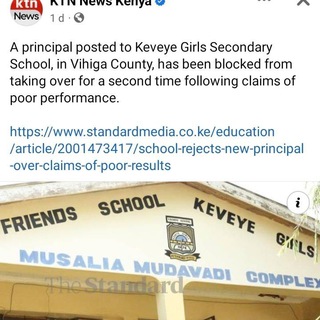 ktn
News
KTN News Kenya
1 d
A principal posted to Keveye Girls Secondary
School, in Vihiga County, has been blocked from
taking over for a second time following claims of
poor performance.
https://www.standardmedia.co.ke/education
/article/2001473417/school-rejects-new-principal
-over-claims-of-poor-results
i
FRIENDS SCHOOL KEVEYE GIRLS
MUSALIA MUDAVADI COMPLEX
The Standard